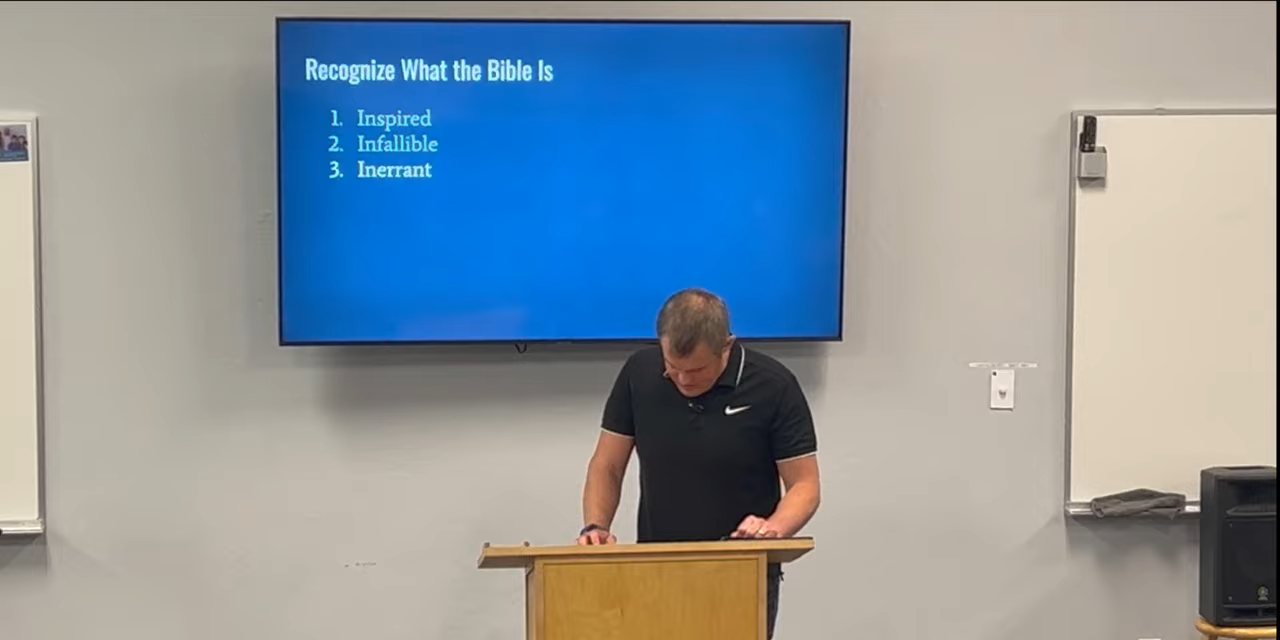 Recognize What the Bible Is
1. Inspired
2. Infallible
3. Inerrant